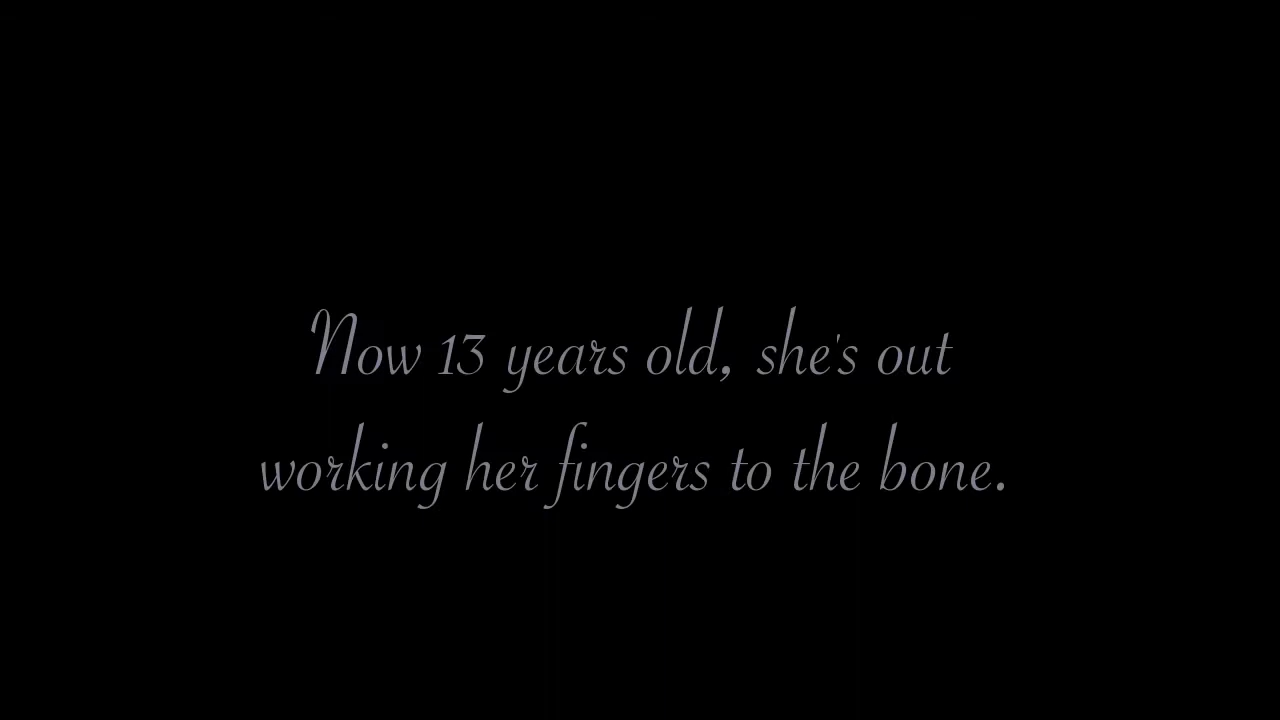 Now 13 years old, she's out
working her fingers to the bone.